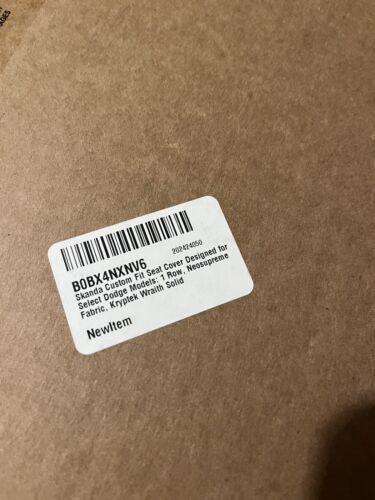 202424050
B0BX4NXNV6
Skanda Custom Fit Seat Cover Designed for
Select Dodge Models: 1 Row, Neosupreme
Fabric, Kryptek Wraith Solid
NewItem